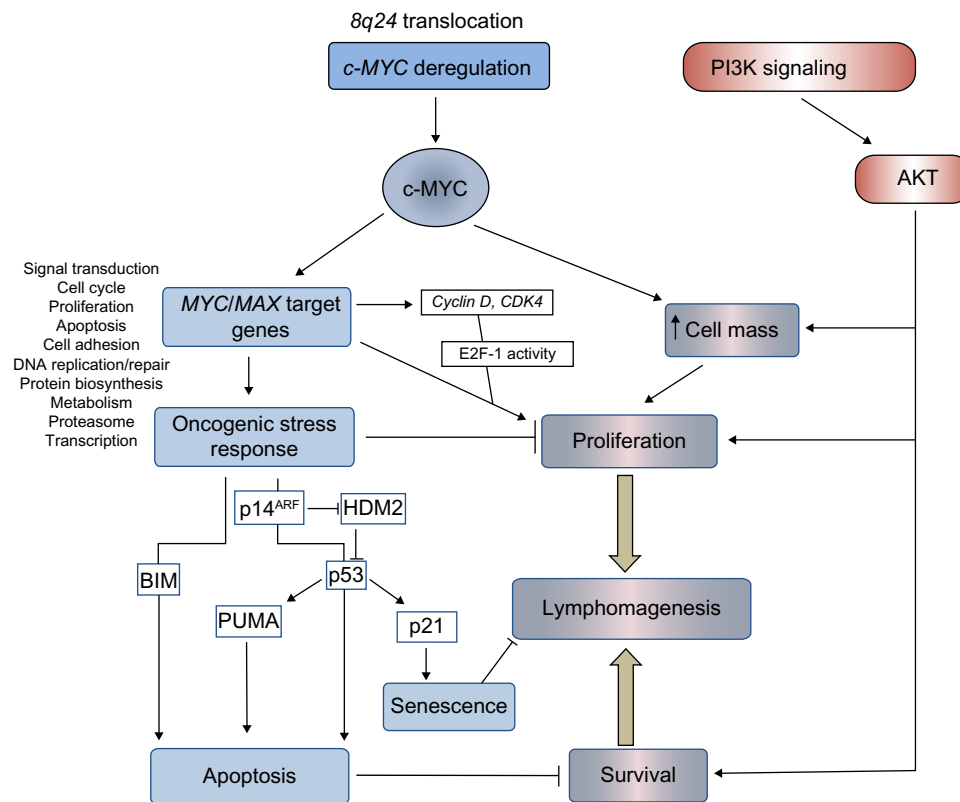 8q24 translocation
c-MYC deregulation
PI3K signaling
c-MYC
AKT
Signal transduction
Cell cycle
Proliferation
Apoptosis
Cell adhesion
DNA replication/repair
Protein biosynthesis
Metabolism
Proteasome
Transcription
MYC/MAX target
genes
Cyclin D, CDK4
E2F-1 activity
Cell mass
Oncogenic stress
response
Proliferation
p14ARF
HDM2
BIM
p53
PUMA
p21
Lymphomagenesis
Senescence
Apoptosis
Survival